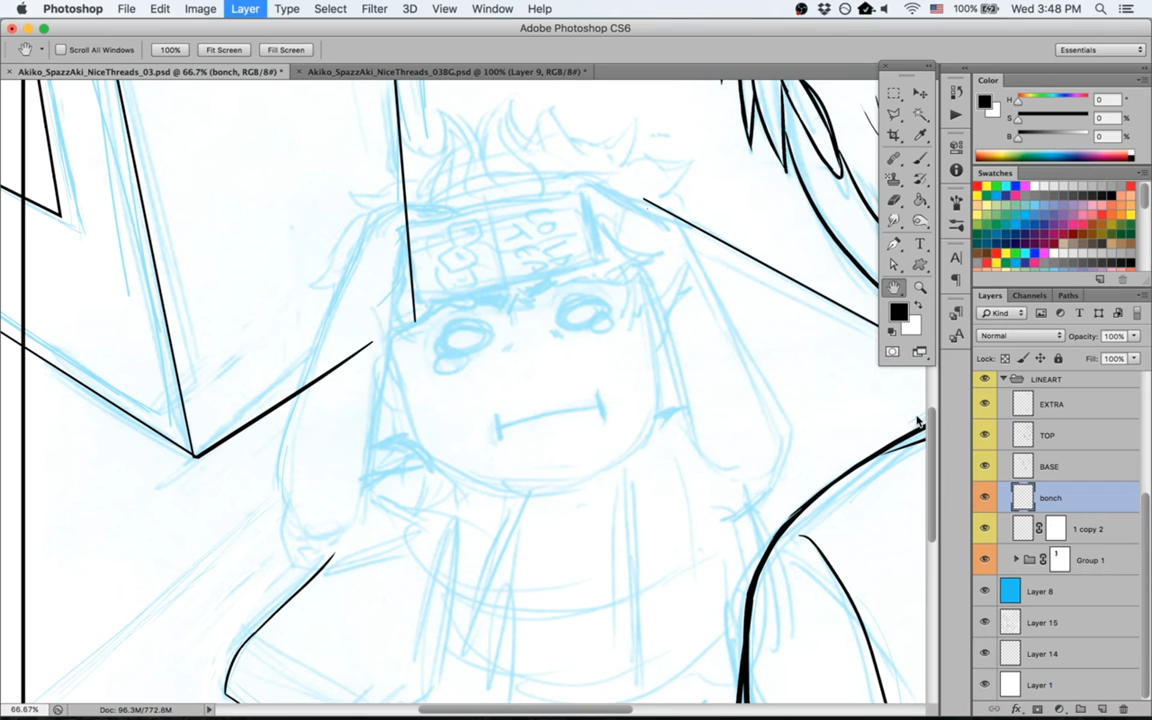 Photoshop File Edit Image Layer Type Select Filter 3D View Window Help 100% Wed 3:48 PM
Adobe Photoshop CS6
Scroll All Windows 100% Fit Screen Fill Screen Essentials
Akiko_SpazzAki_NiceThreads_03.psd @ 66.7% (bonch, RGB/8#) * Akiko_SpazzAki_NiceThreads_03BG.psd @ 100% (Layer 9, RGB/8#) *
Color
H 0 °
S 0 %
B 0 %
Swatches
Layers Channels Paths
Kind
Normal Opacity: 100%
Lock: Fill: 100%
LINEART
EXTRA
TOP
BASE
bonch
1 copy 2
Group 1
Layer 8
Layer 15
Layer 14
Layer 1
66.67% Doc: 96.3M/772.8M